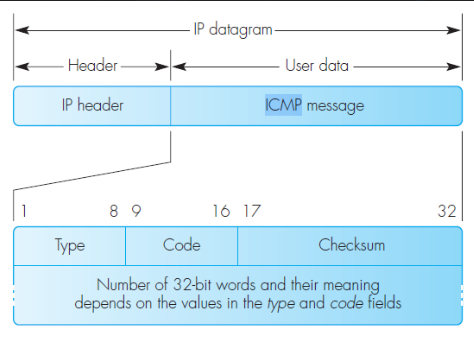 IP datagram
Header
User data
IP header
ICMP message
1 8 9 16 17 32
Type
Code
Checksum
Number of 32-bit words and their meaning
depends on the values in the type and code fields